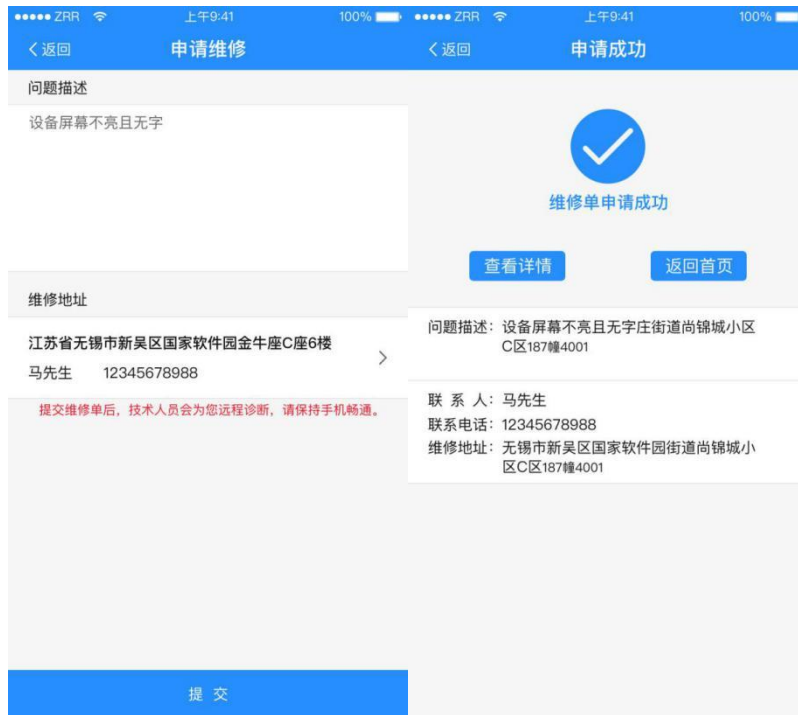 ZRR 上午9:41 100%
返回 申请维修
问题描述
设备屏幕不亮且无字
维修地址
江苏省无锡市新吴区国家软件园金牛座C座6楼
马先生 12345678988
提交维修单后，技术人员会为您远程诊断，请保持手机畅通。
提 交
ZRR 上午9:41 100%
返回 申请成功
维修单申请成功
查看详情 返回首页
问题描述：设备屏幕不亮且无字庄街道尚锦城小区
C区187幢4001
联 系 人：马先生
联系电话：12345678988
维修地址：无锡市新吴区国家软件园街道尚锦城小
区C区187幢4001